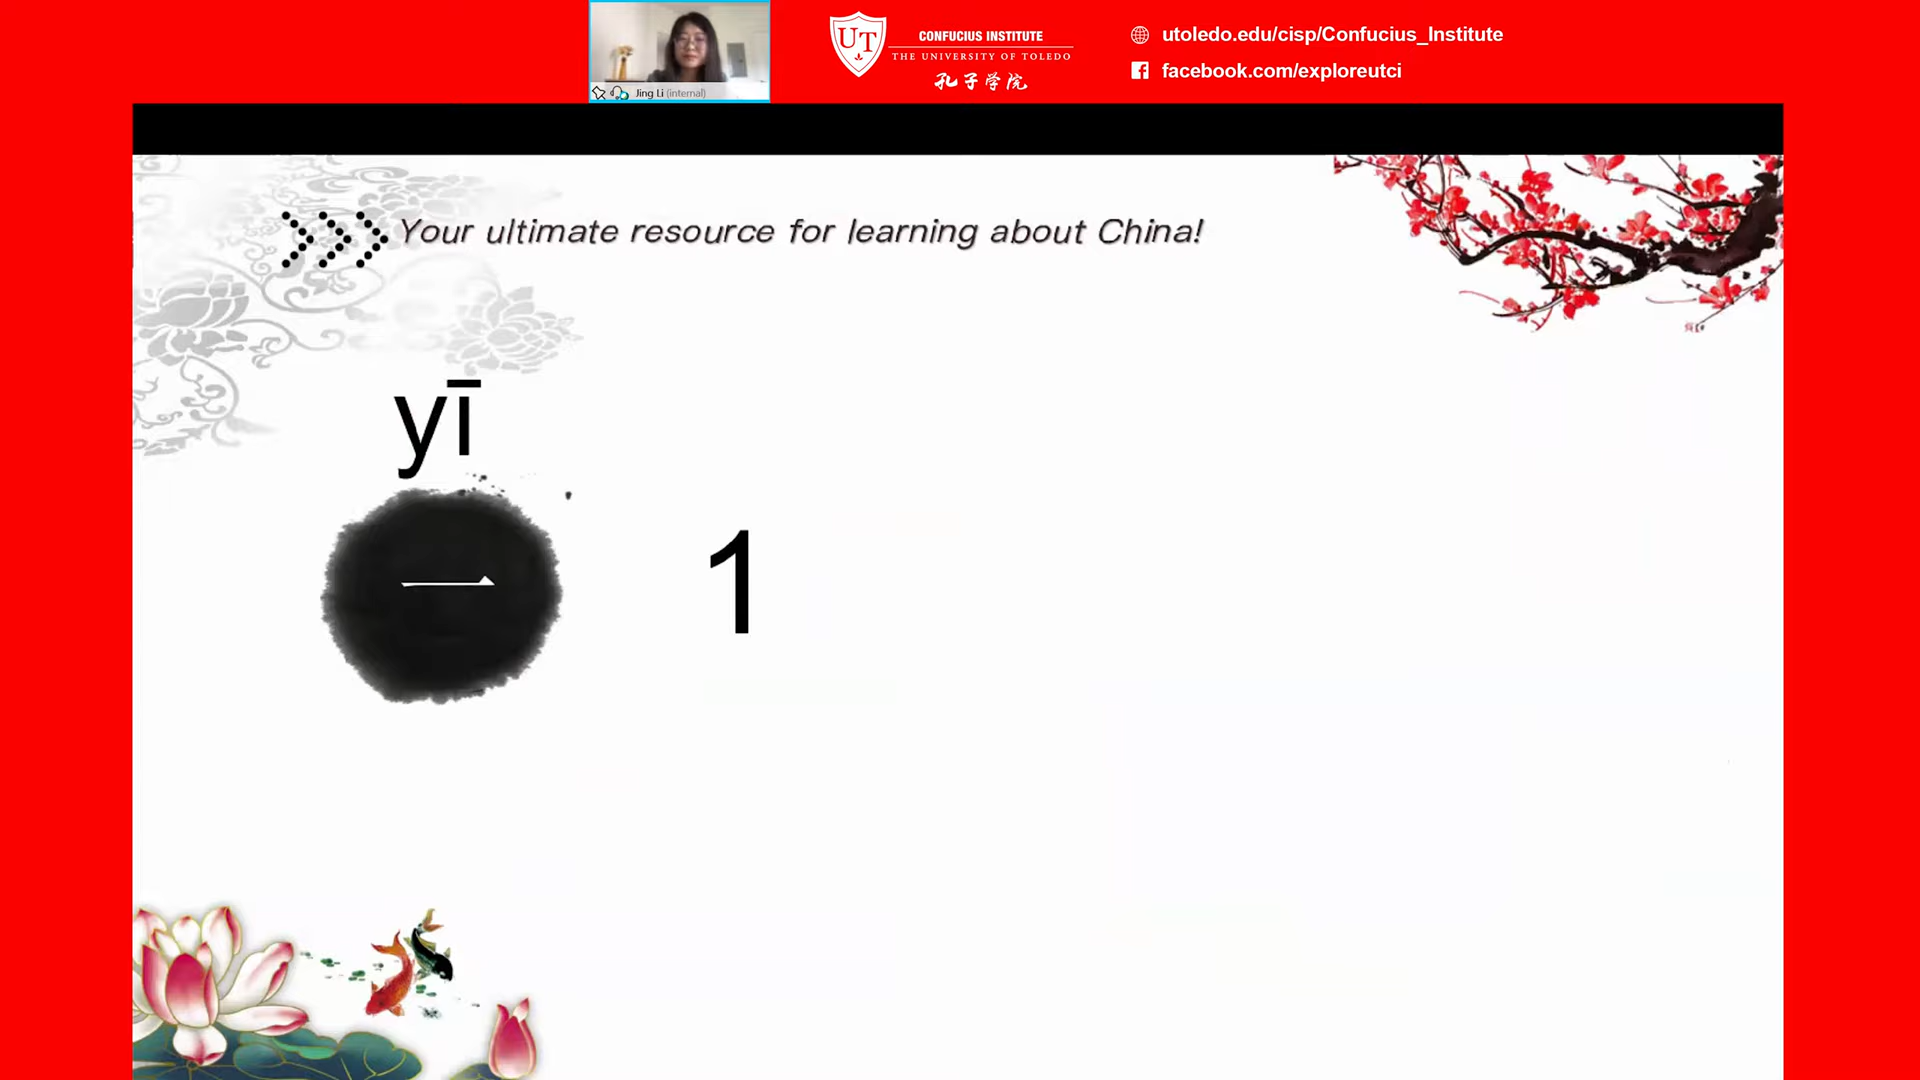 Jing Li (internal)
UT
CONFUCIUS INSTITUTE
THE UNIVERSITY OF TOLEDO
孔子学院
utoledo.edu/cisp/Confucius_Institute
facebook.com/exploreutci
Your ultimate resource for learning about China!
yī
一
1